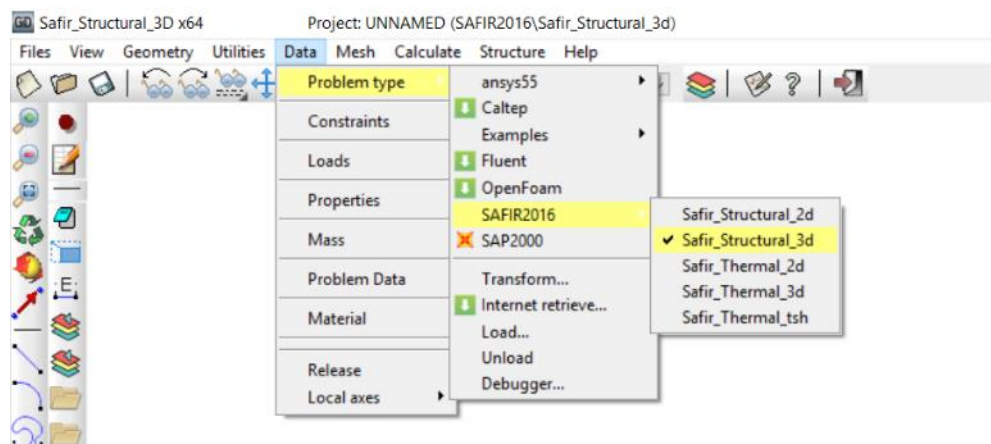 GD Safir_Structural_3D x64 Project: UNNAMED (SAFIR2016\Safir_Structural_3d)
Files View Geometry Utilities Data Mesh Calculate Structure Help
Problem type
Constraints
Loads
Properties
Mass
Problem Data
Material
Release
Local axes
ansys55
Caltep
Examples
Fluent
OpenFoam
SAFIR2016
SAP2000
Transform...
Internet retrieve...
Load...
Unload
Debugger...
Safir_Structural_2d
Safir_Structural_3d
Safir_Thermal_2d
Safir_Thermal_3d
Safir_Thermal_tsh
E